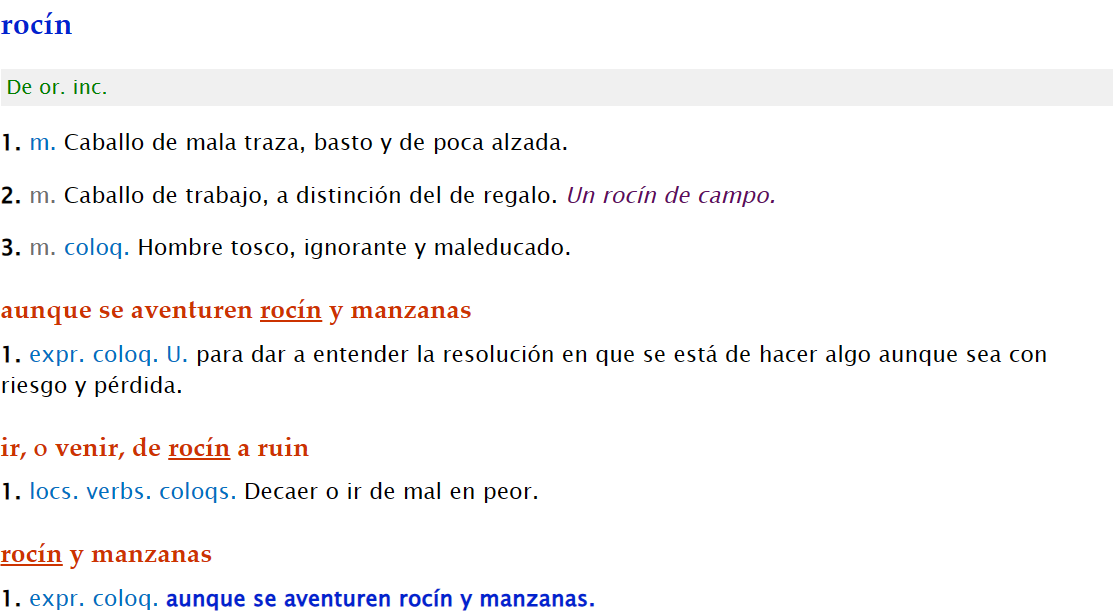 rocín
De or. inc.
1. m. Caballo de mala traza, basto y de poca alzada.
2. m. Caballo de trabajo, a distinción del de regalo. Un rocín de campo.
3. m. coloq. Hombre tosco, ignorante y maleducado.
aunque se aventuren rocín y manzanas
1. expr. coloq. U. para dar a entender la resolución en que se está de hacer algo aunque sea con
riesgo y pérdida.
ir, o venir, de rocín a ruin
1. locs. verbs. coloqs. Decaer o ir de mal en peor.
rocín y manzanas
1. expr. coloq. aunque se aventuren rocín y manzanas.